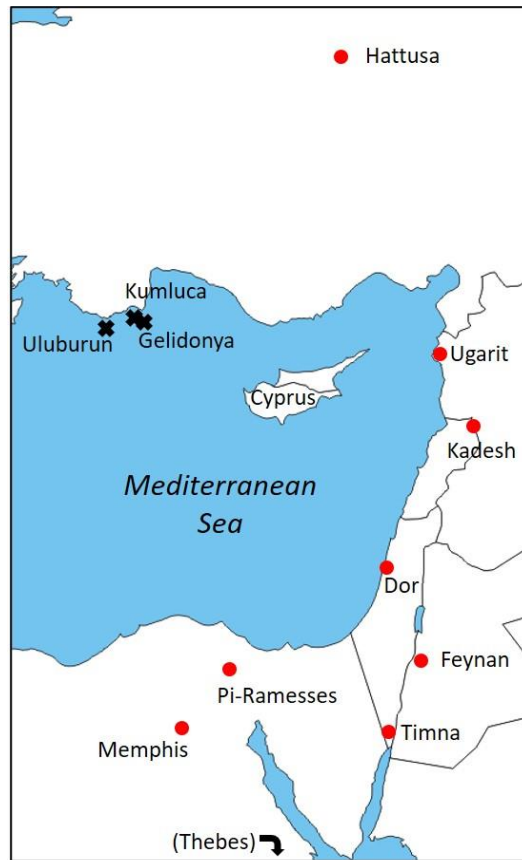 Hattusa
Kumluca
Uluburun
Gelidonya
Ugarit
Cyprus
Kadesh
Mediterranean
Sea
Dor
Feynan
Pi-Ramesses
Timna
Memphis
(Thebes)